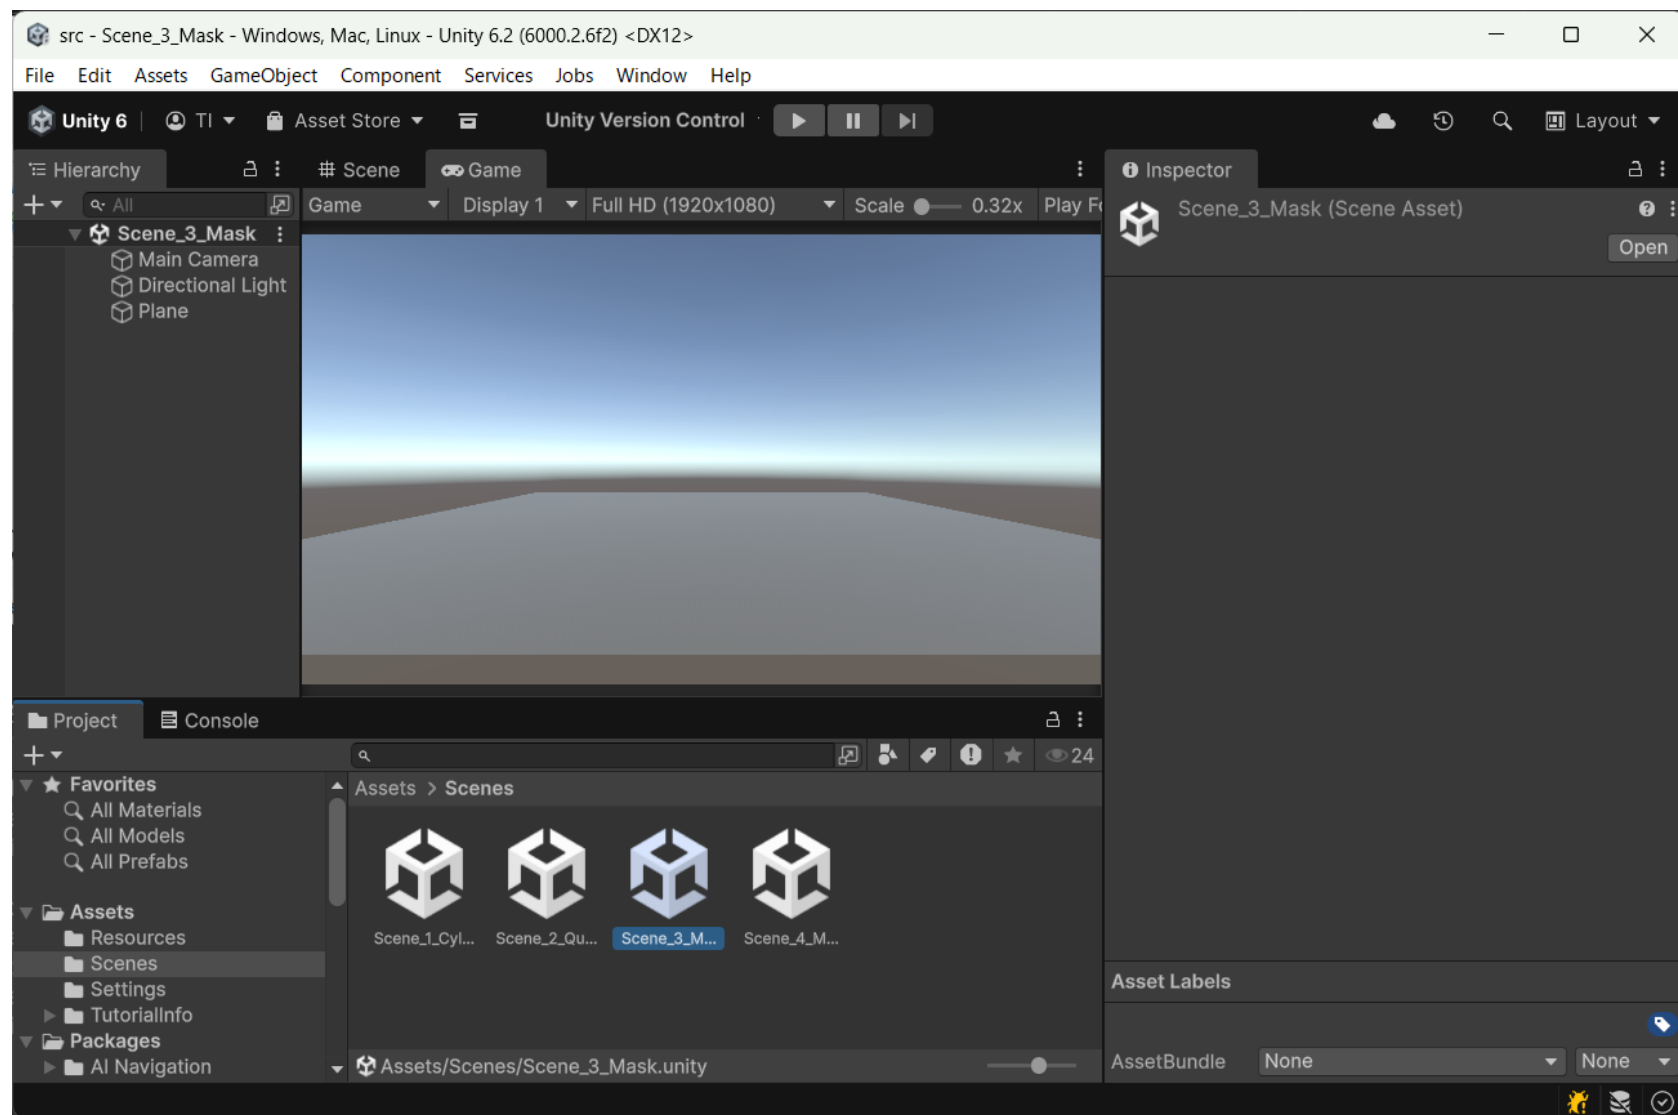 src - Scene_3_Mask - Windows, Mac, Linux - Unity 6.2 (6000.2.6f2) <DX12>
File Edit Assets GameObject Component Services Jobs Window Help
Unity 6 TI Asset Store Unity Version Control Layout
Hierarchy
All
Scene_3_Mask
Main Camera
Directional Light
Plane
Scene Game
Game Display 1 Full HD (1920x1080) Scale 0.32x Play Fo
Inspector
Scene_3_Mask (Scene Asset)
Open
Project Console
24
Favorites
All Materials
All Models
All Prefabs
Assets
Resources
Scenes
Settings
TutorialInfo
Packages
AI Navigation
Assets > Scenes
Scene_1_Cyl... Scene_2_Qu... Scene_3_M... Scene_4_M...
Assets/Scenes/Scene_3_Mask.unity
Asset Labels
AssetBundle None None